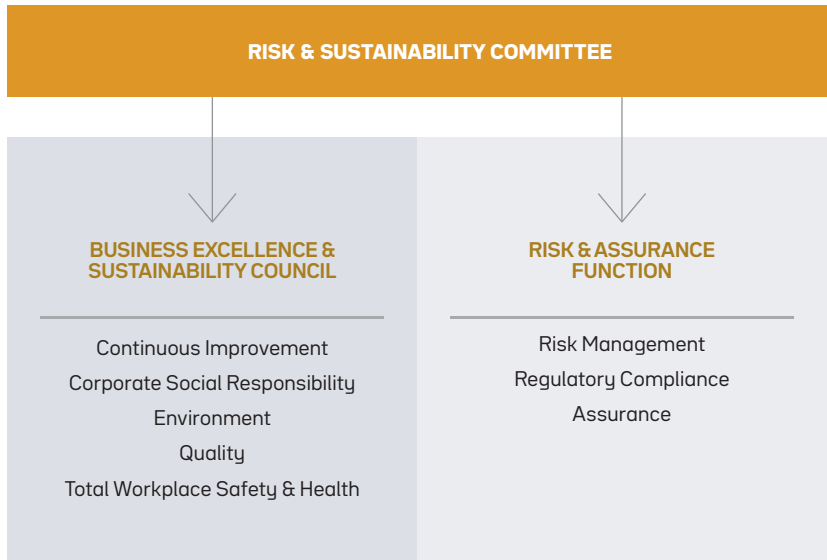 RISK & SUSTAINABILITY COMMITTEE
BUSINESS EXCELLENCE &
SUSTAINABILITY COUNCIL
Continuous Improvement
Corporate Social Responsibility
Environment
Quality
Total Workplace Safety & Health
RISK & ASSURANCE
FUNCTION
Risk Management
Regulatory Compliance
Assurance